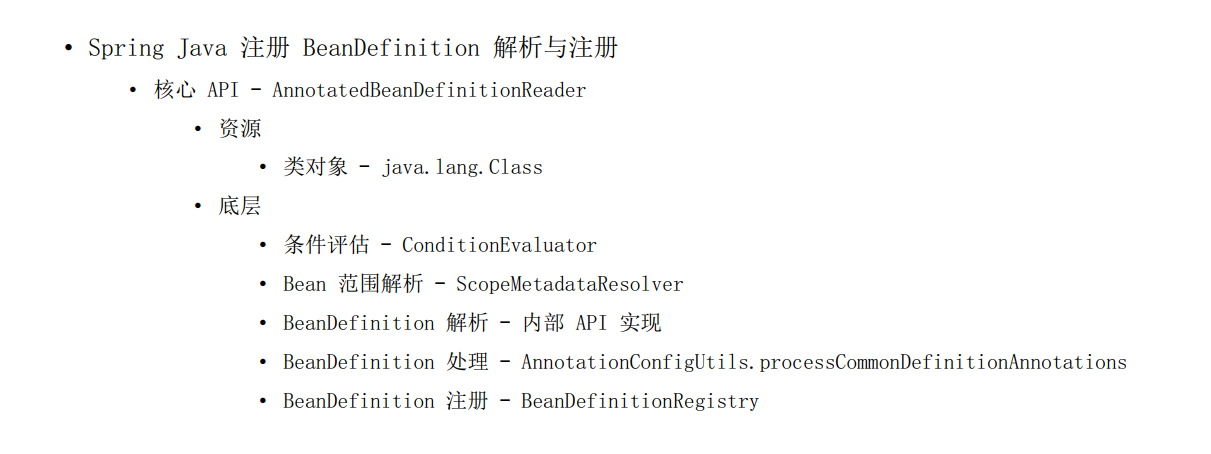 • Spring Java 注册 BeanDefinition 解析与注册
• 核心 API - AnnotatedBeanDefinitionReader
• 资源
• 类对象 - java.lang.Class
• 底层
• 条件评估 - ConditionEvaluator
• Bean 范围解析 - ScopeMetadataResolver
• BeanDefinition 解析 - 内部 API 实现
• BeanDefinition 处理 - AnnotationConfigUtils.processCommonDefinitionAnnotations
• BeanDefinition 注册 - BeanDefinitionRegistry